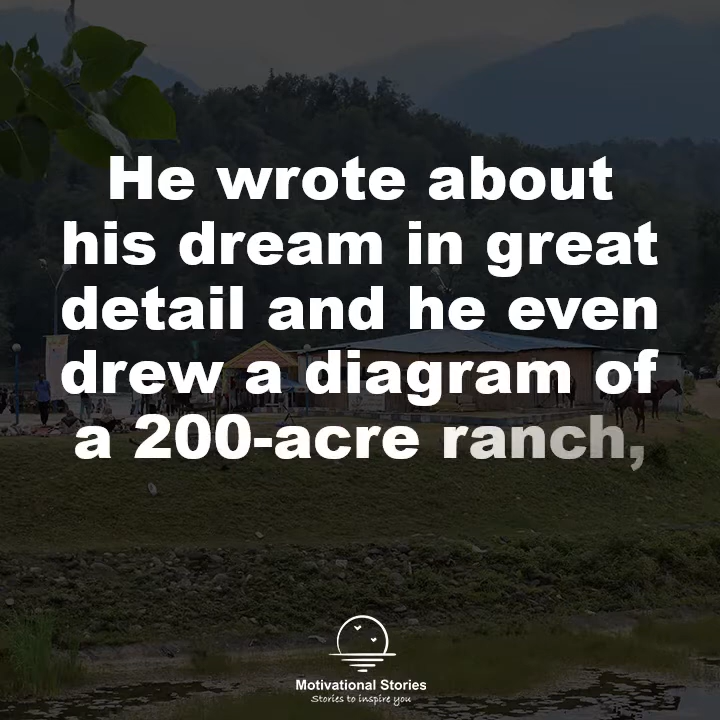 He wrote about
his dream in great
detail and he even
drew a diagram of
a 200-acre ranch,
Motivational Stories
Stories to inspire you